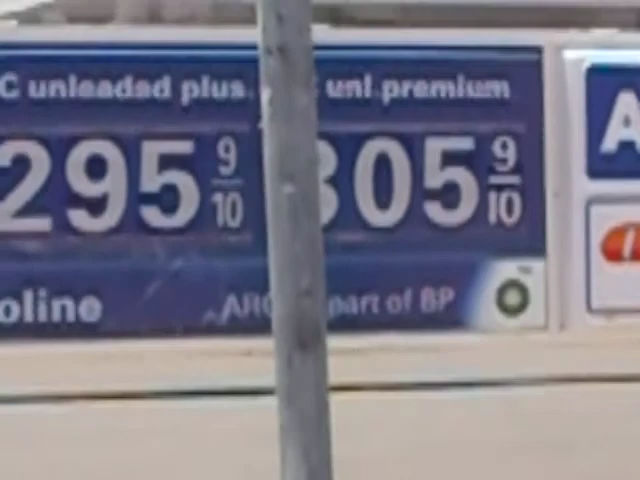 C unleaded plus unl premium
295 9/10 305 9/10
oline ARC part of BP
A